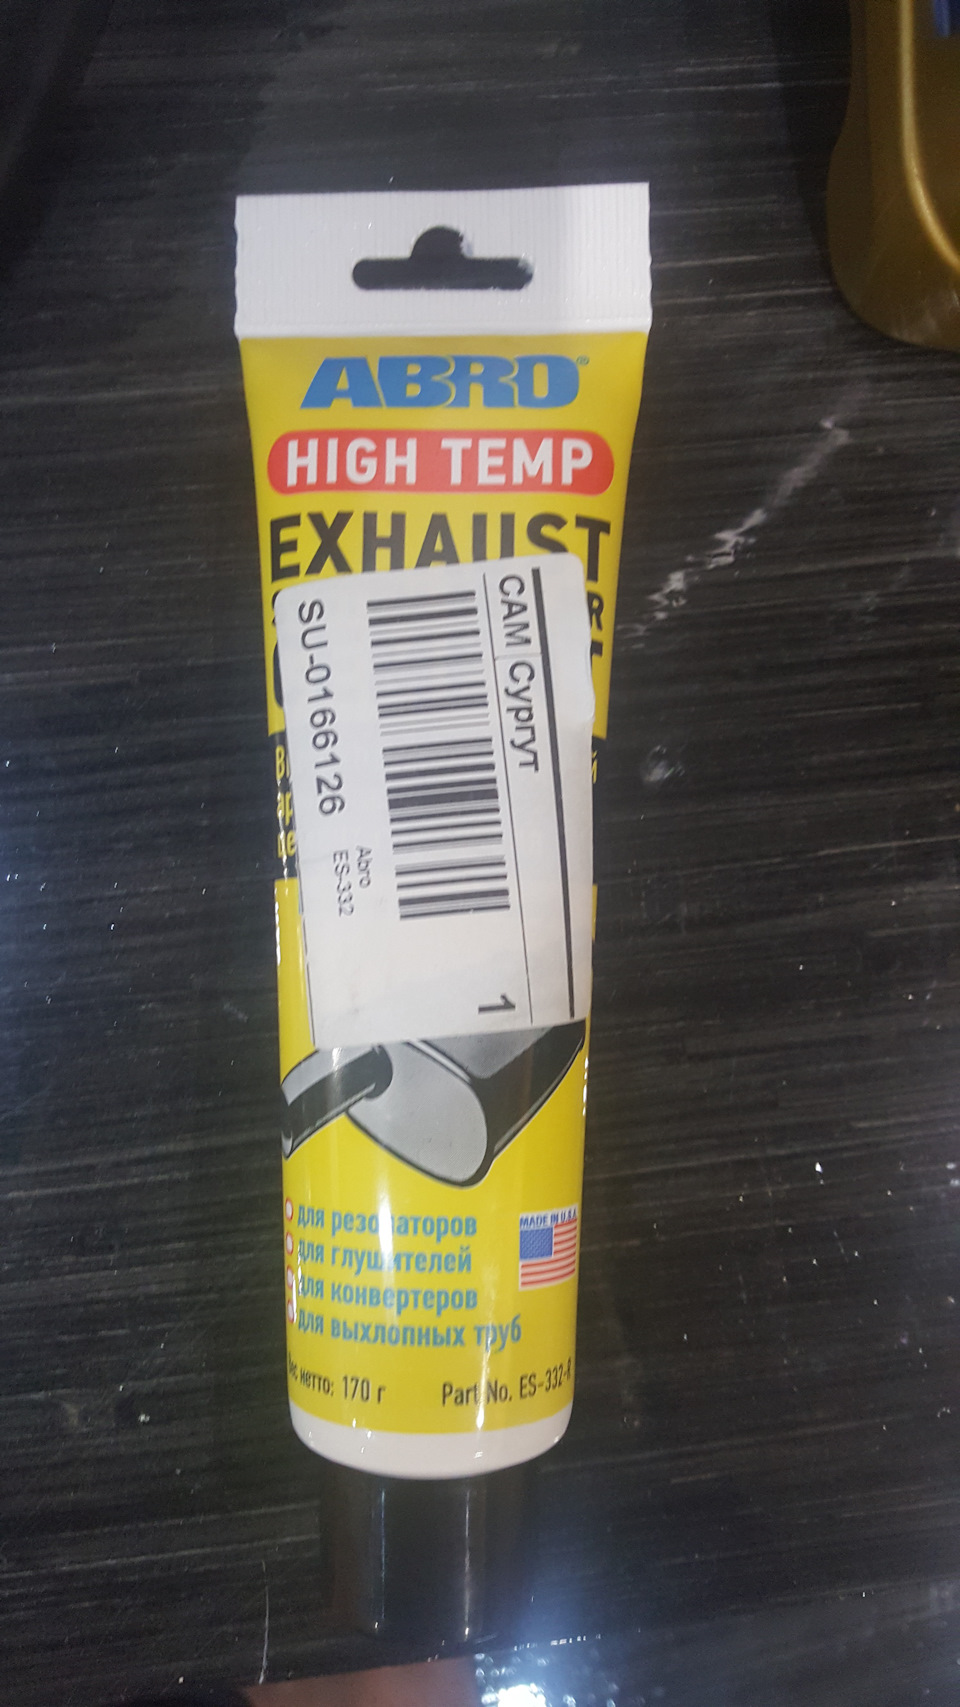 ABRO®
HIGH TEMP
EXHAUST
САМ Сургут
SU-0166126
Abro
ES-332
1
для резонаторов
для глушителей
для конвертеров
для выхлопных труб
MADE IN U.S.A.
нетто: 170 г
Part No. ES-332-R